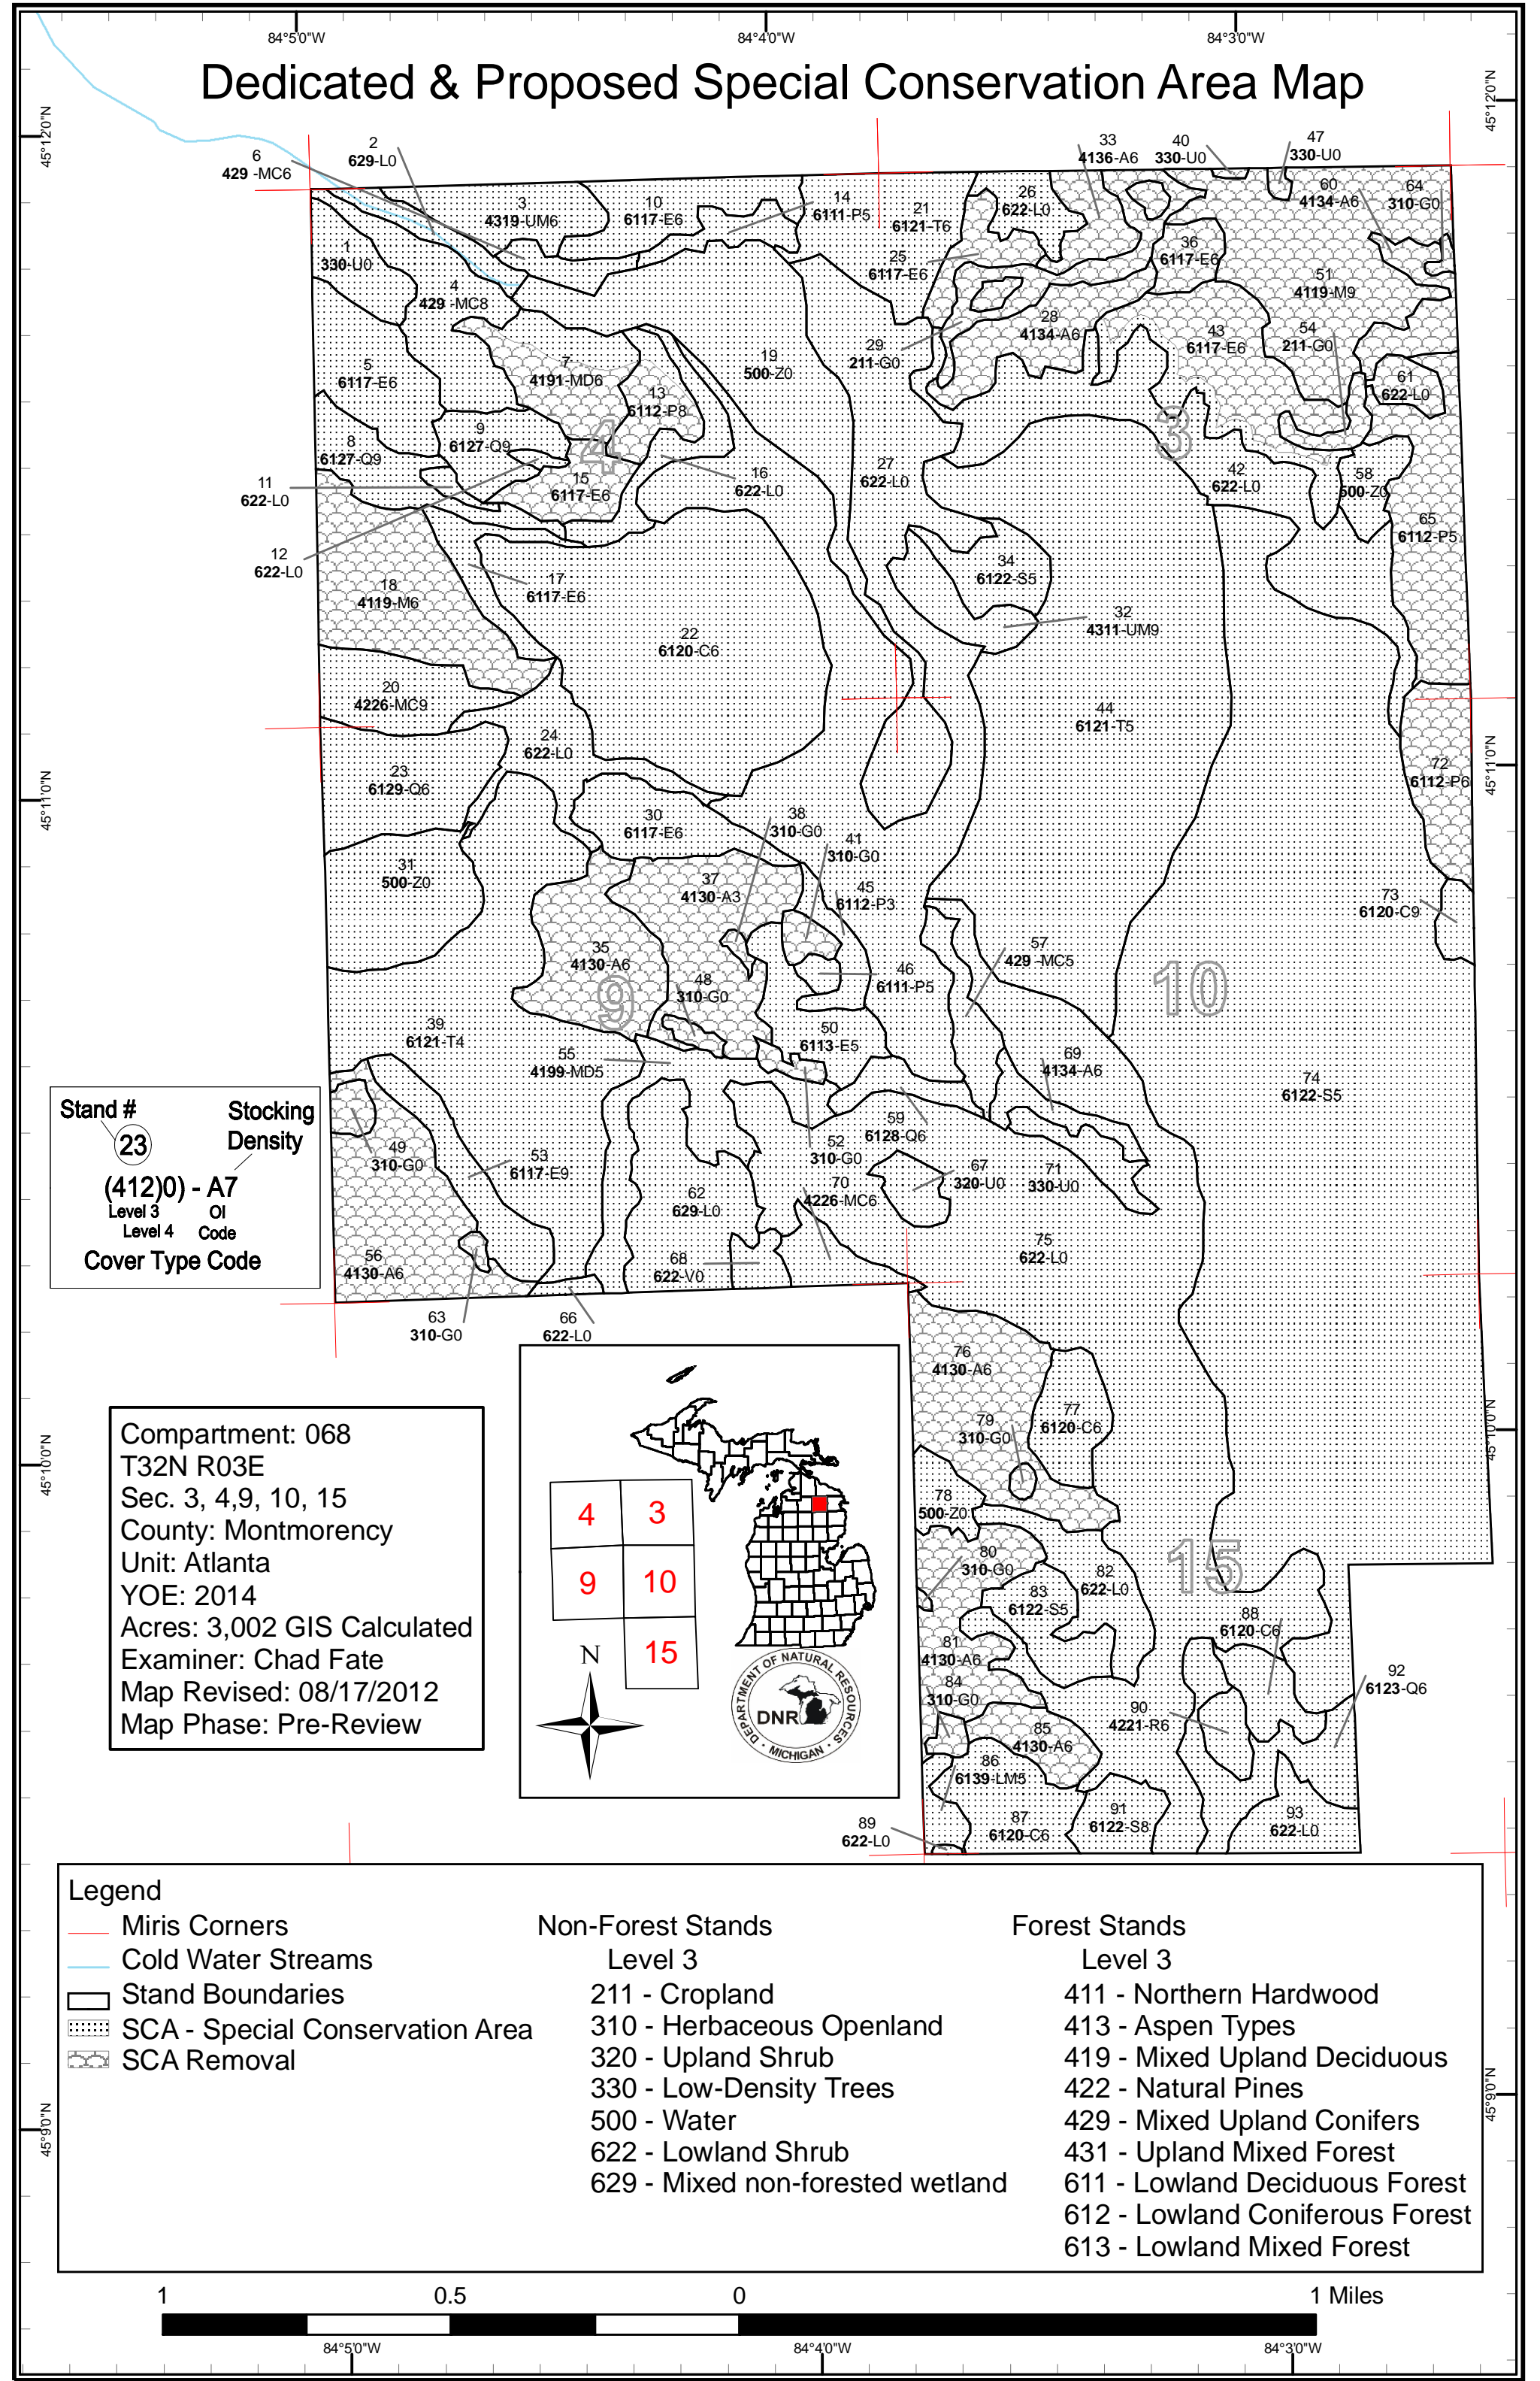 84°5'0"W
84°4'0"W
84°3'0"W
Dedicated & Proposed Special Conservation Area Map
45°12'0"N
45°12'0"N
2
629-L0
6
429 -MC6
33
4136-A6
40
330-U0
47
330-U0
3
4319-UM6
10
6117-E6
14
6111-P5
21
6121-T6
26
622-L0
60
4134-A6
64
310-G0
1
330-U0
4
429 -MC8
25
6117-E6
36
6117-E6
51
4119-M9
28
4134-A6
43
6117-E6
54
211-G0
29
211-G0
19
500-Z0
5
6117-E6
7
4191-MD6
13
6112-P8
61
622-L0
4
3
8
6127-Q9
9
6127-Q9
11
622-L0
15
6117-E6
16
622-L0
27
622-L0
42
622-L0
58
500-Z0
65
6112-P5
12
622-L0
18
4119-M6
17
6117-E6
34
6122-S5
32
4311-UM9
22
6120-C6
20
4226-MC9
24
622-L0
44
6121-T5
23
6129-Q6
72
6112-P6
45°11'0"N
45°11'0"N
30
6117-E6
38
310-G0
41
310-G0
31
500-Z0
37
4130-A3
45
6112-P3
73
6120-C9
35
4130-A6
48
310-G0
46
6111-P5
57
429 -MC5
9
10
39
6121-T4
50
6113-E5
55
4199-MD5
69
4134-A6
74
6122-S5
Stand #
Stocking
Density
23
(412)0) - A7
Level 3
OI
Level 4
Code
Cover Type Code
49
310-G0
53
6117-E9
52
310-G0
59
6128-Q6
67
320-U0
71
330-U0
62
629-L0
70
4226-MC6
56
4130-A6
68
622-V0
75
622-L0
63
310-G0
66
622-L0
76
4130-A6
77
6120-C6
79
310-G0
45°10'0"N
45°10'0"N
78
500-Z0
80
310-G0
82
622-L0
83
6122-S5
15
88
6120-C6
81
4130-A6
84
310-G0
85
4130-A6
90
4221-R6
92
6123-Q6
86
6139-LM5
87
6120-C6
91
6122-S8
93
622-L0
89
622-L0
Compartment: 068
T32N R03E
Sec. 3, 4,9, 10, 15
County: Montmorency
Unit: Atlanta
YOE: 2014
Acres: 3,002 GIS Calculated
Examiner: Chad Fate
Map Revised: 08/17/2012
Map Phase: Pre-Review
4
3
9
10
15
N
DEPARTMENT OF NATURAL RESOURCES
DNR
MICHIGAN
Legend
Miris Corners
Cold Water Streams
Stand Boundaries
SCA - Special Conservation Area
SCA Removal
Non-Forest Stands
Level 3
211 - Cropland
310 - Herbaceous Openland
320 - Upland Shrub
330 - Low-Density Trees
500 - Water
622 - Lowland Shrub
629 - Mixed non-forested wetland
Forest Stands
Level 3
411 - Northern Hardwood
413 - Aspen Types
419 - Mixed Upland Deciduous
422 - Natural Pines
429 - Mixed Upland Conifers
431 - Upland Mixed Forest
611 - Lowland Deciduous Forest
612 - Lowland Coniferous Forest
613 - Lowland Mixed Forest
45°9'0"N
45°9'0"N
1
0.5
0
1 Miles
84°5'0"W
84°4'0"W
84°3'0"W